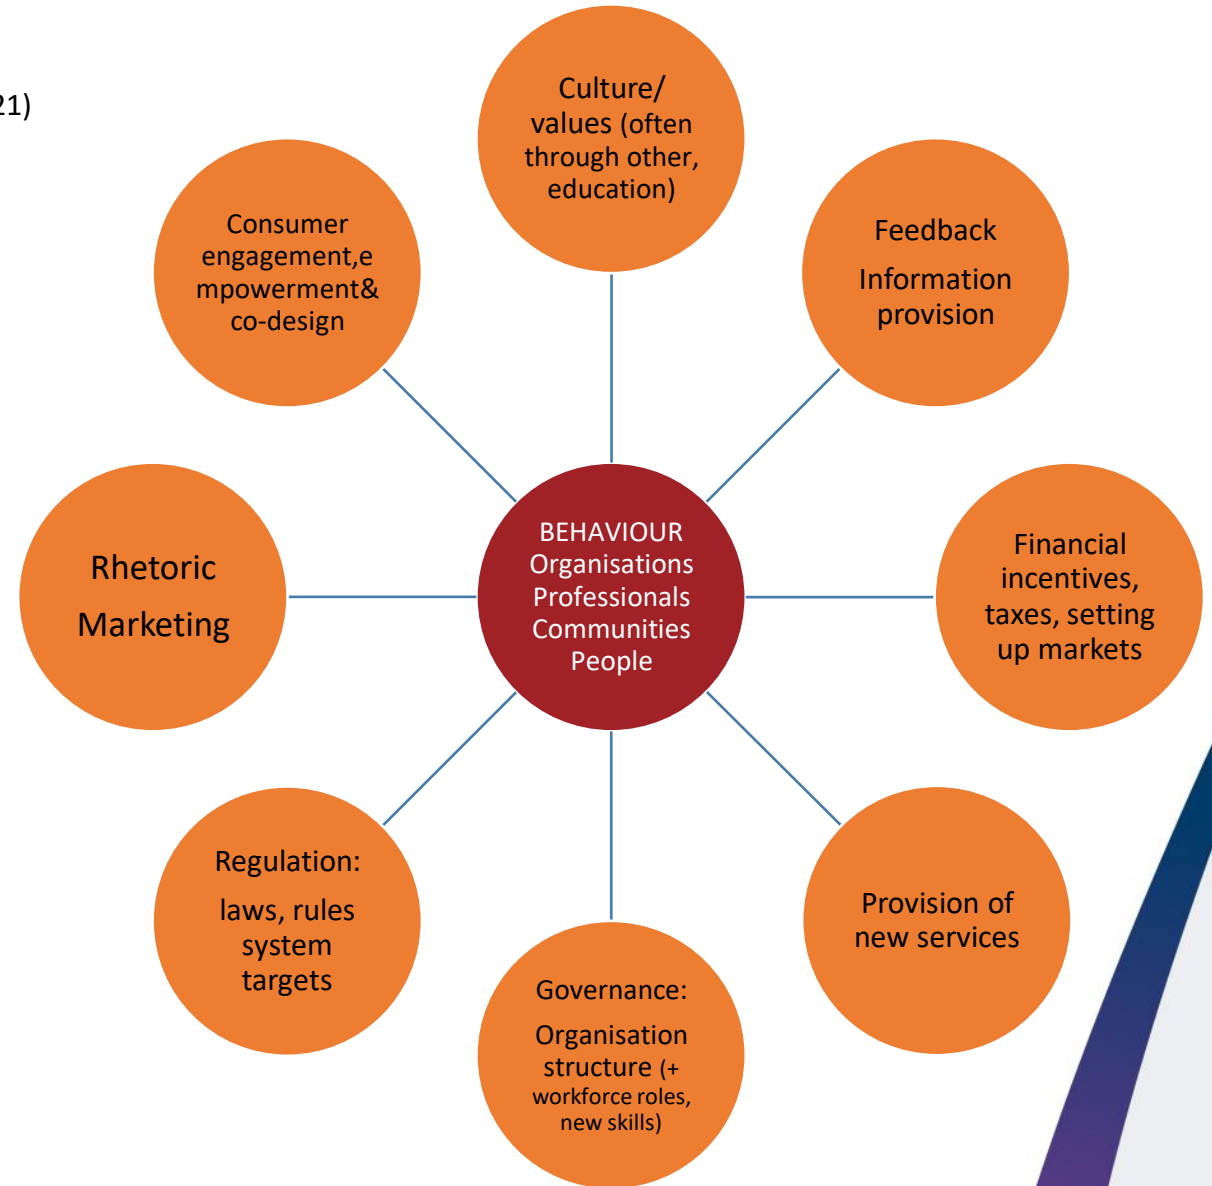 21)
Culture/
values (often
through other,
education)
Feedback
Information
provision
Financial
incentives,
taxes, setting
up markets
Provision of
new services
Governance:
Organisation
structure (+
workforce roles,
new skills)
Regulation:
laws, rules
system
targets
Rhetoric
Marketing
Consumer
engagement,e
mpowerment&
co-design
BEHAVIOUR
Organisations
Professionals
Communities
People